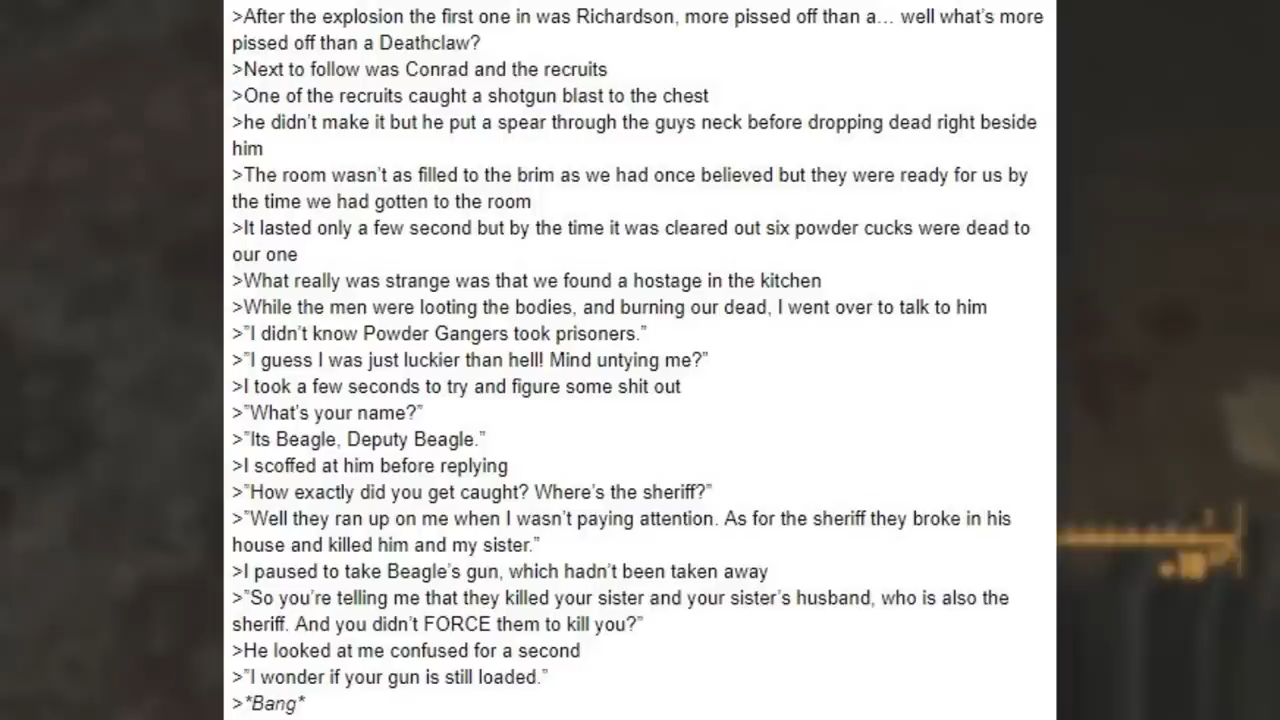 >After the explosion the first one in was Richardson, more pissed off than a... well what's more
pissed off than a Deathclaw?
>Next to follow was Conrad and the recruits
>One of the recruits caught a shotgun blast to the chest
>he didn't make it but he put a spear through the guys neck before dropping dead right beside
him
>The room wasn't as filled to the brim as we had once believed but they were ready for us by
the time we had gotten to the room
>It lasted only a few second but by the time it was cleared out six powder cucks were dead to
our one
>What really was strange was that we found a hostage in the kitchen
>While the men were looting the bodies, and burning our dead, I went over to talk to him
>"I didn't know Powder Gangers took prisoners."
>"I guess I was just luckier than hell! Mind untying me?"
>I took a few seconds to try and figure some shit out
>"What's your name?"
>"Its Beagle, Deputy Beagle."
>I scoffed at him before replying
>"How exactly did you get caught? Where's the sheriff?"
>"Well they ran up on me when I wasn't paying attention. As for the sheriff they broke in his
house and killed him and my sister."
>I paused to take Beagle's gun, which hadn't been taken away
>"So you're telling me that they killed your sister and your sister's husband, who is also the
sheriff. And you didn't FORCE them to kill you?"
>He looked at me confused for a second
>"I wonder if your gun is still loaded."
>*Bang*